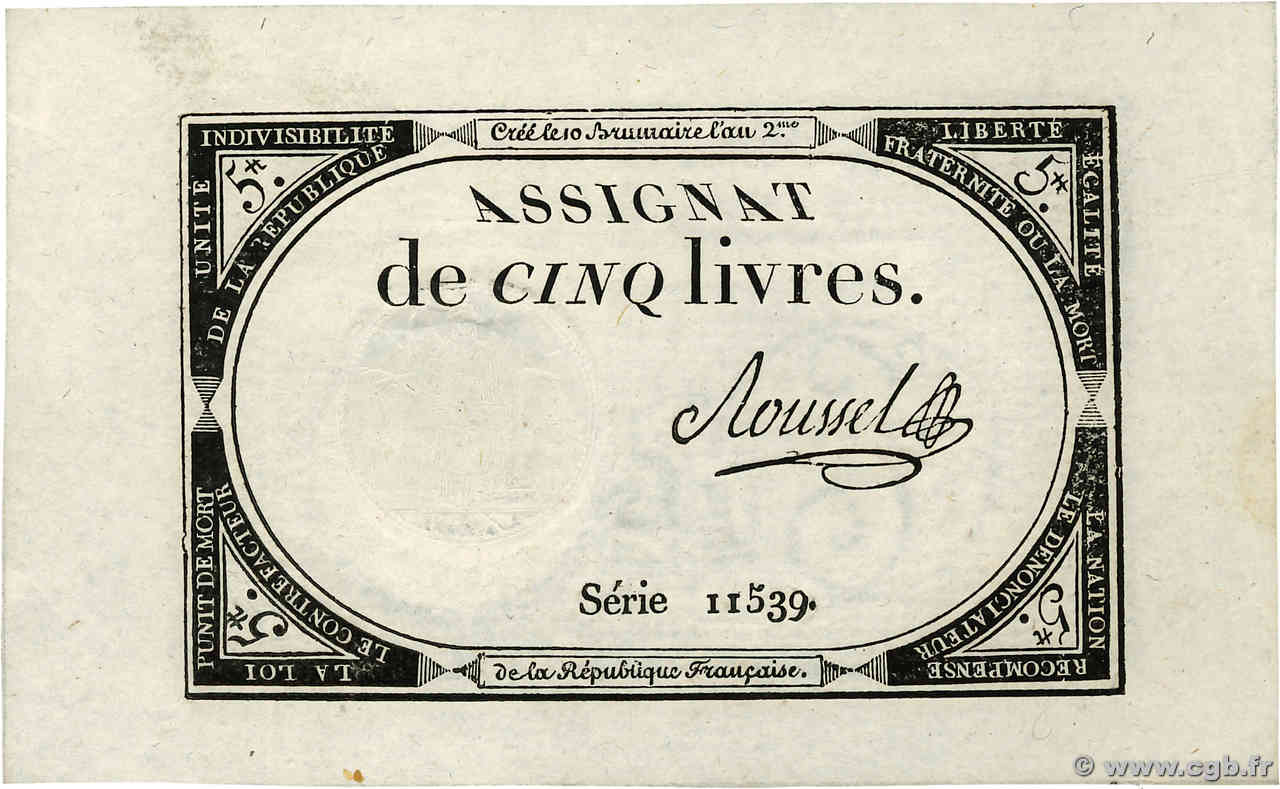 Créé le 10 Brumaire l'an 2.me
INDIVISIBILITÉ
UNITÉ
DE LA RÉPUBLIQUE
5#.
LIBERTÉ
ÉGALITÉ
FRATERNITÉ OU LA MORT
5#.
ASSIGNAT
de CINQ livres.
Roussel
Série 11539.
LA LOI
PUNIT DE MORT
LE CONTREFACTEUR
5#.
LA NATION
RÉCOMPENSE
LE DÉNONCIATEUR
5#.
de la République Française.
© www.cgb.fr